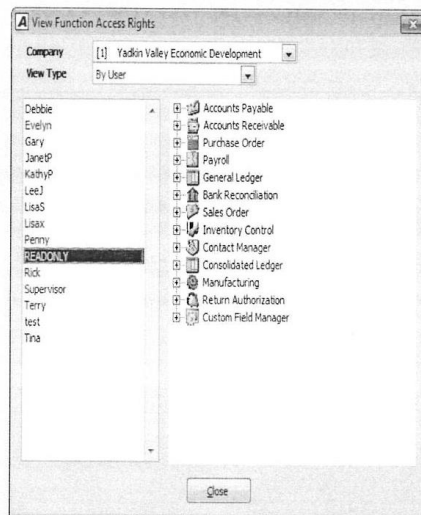 A View Function Access Rights
Company [1] Yadkin Valley Economic Development
View Type By User
Debbie
Evelyn
Gary
JanetP
KathyP
LeeJ
LisaS
Lisax
Penny
READONLY
Rick
Supervisor
Terry
test
Tina
Accounts Payable
Accounts Receivable
Purchase Order
Payroll
General Ledger
Bank Reconciliation
Sales Order
Inventory Control
Contact Manager
Consolidated Ledger
Manufacturing
Return Authorization
Custom Field Manager
Close